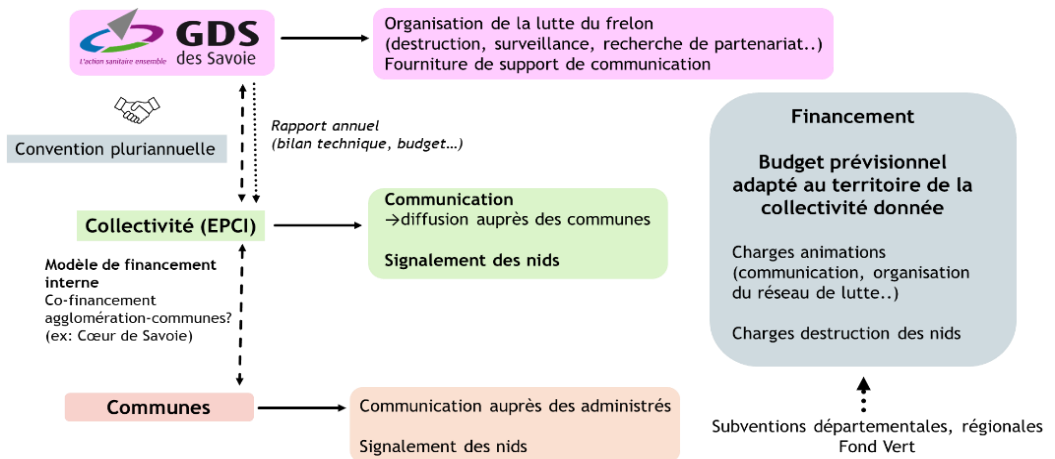 GDS
des Savoie
L'action sanitaire ensemble
Organisation de la lutte du frelon
(destruction, surveillance, recherche de partenariat..)
Fourniture de support de communication
Convention pluriannuelle
Rapport annuel
(bilan technique, budget…)
Collectivité (EPCI)
Communication
→diffusion auprès des communes
Signalement des nids
Modèle de financement
interne
Co-financement
agglomération-communes?
(ex: Cœur de Savoie)
Communes
Communication auprès des administrés
Signalement des nids
Financement
Budget prévisionnel
adapté au territoire de la
collectivité donnée
Charges animations
(communication, organisation
du réseau de lutte..)
Charges destruction des nids
Subventions départementales, régionales
Fond Vert